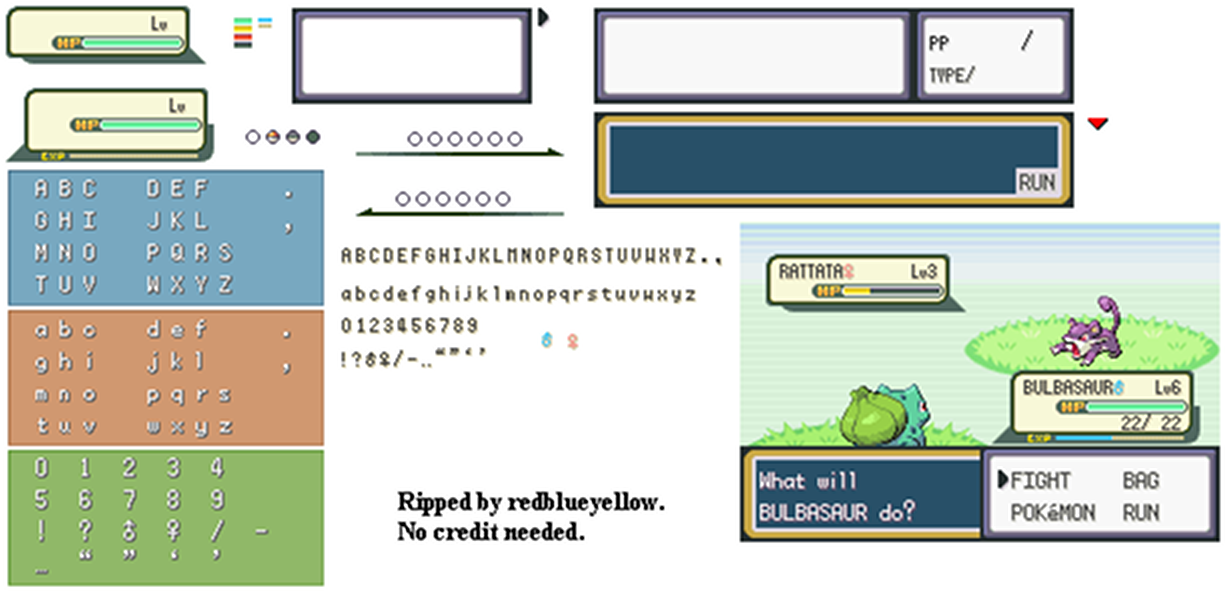 Lv
HP
Lv
HP
EXP
PP /
TYPE/
RUN
A B C D E F .
G H I J K L ,
M N O P Q R S
T U V W X Y Z
a b c d e f .
g h i j k l ,
m n o p q r s
t u v w x y z
0 1 2 3 4
5 6 7 8 9
! ? ♂ ♀ / -
… “ ” ‘ ’
ABCDEFGHIJKLMNOPQRSTUVWXYZ.,
abcdefghijklmnopqrstuvwxyz
0123456789
♂ ♀
!?♂♀/-…“”‘’
RATTATA♀ Lv3
HP
BULBASAUR♂ Lv6
HP
22/ 22
EXP
What will
BULBASAUR do?
FIGHT BAG
POKéMON RUN
Ripped by redblueyellow.
No credit needed.